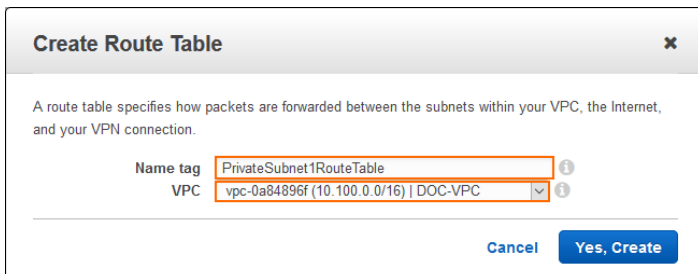 Create Route Table
A route table specifies how packets are forwarded between the subnets within your VPC, the Internet,
and your VPN connection.
Name tag PrivateSubnet1RouteTable
VPC vpc-0a84896f (10.100.0.0/16) | DOC-VPC
Cancel Yes, Create